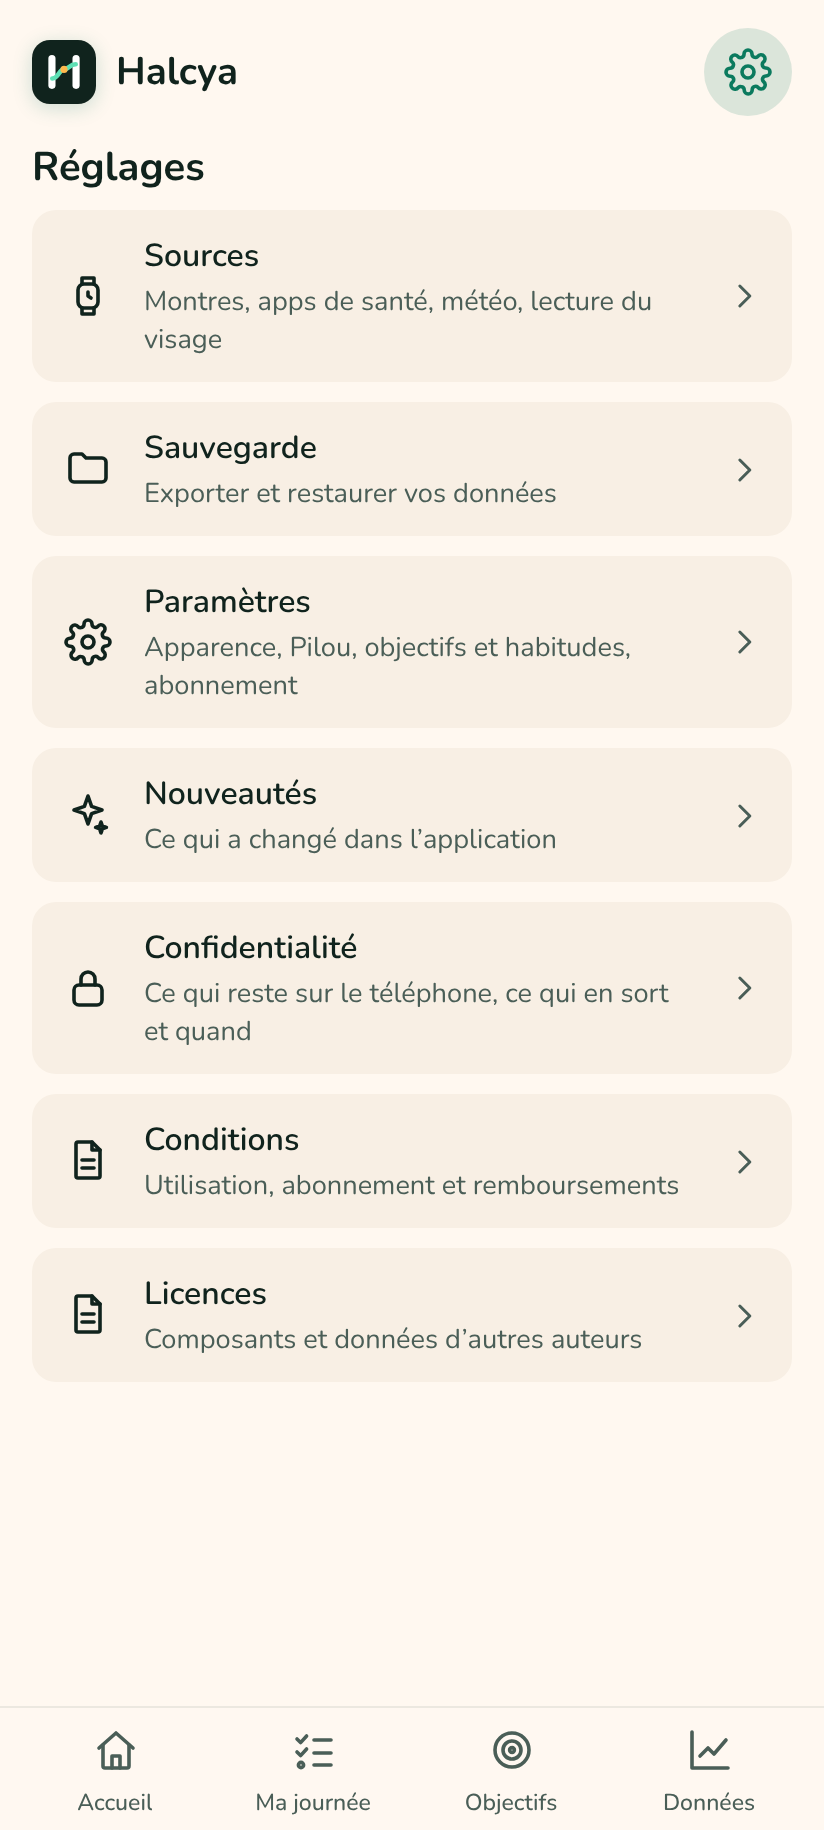 Halcya
Réglages
Sources
Montres, apps de santé, météo, lecture du
visage
Sauvegarde
Exporter et restaurer vos données
Paramètres
Apparence, Pilou, objectifs et habitudes,
abonnement
Nouveautés
Ce qui a changé dans l’application
Confidentialité
Ce qui reste sur le téléphone, ce qui en sort
et quand
Conditions
Utilisation, abonnement et remboursements
Licences
Composants et données d’autres auteurs
Accueil
Ma journée
Objectifs
Données